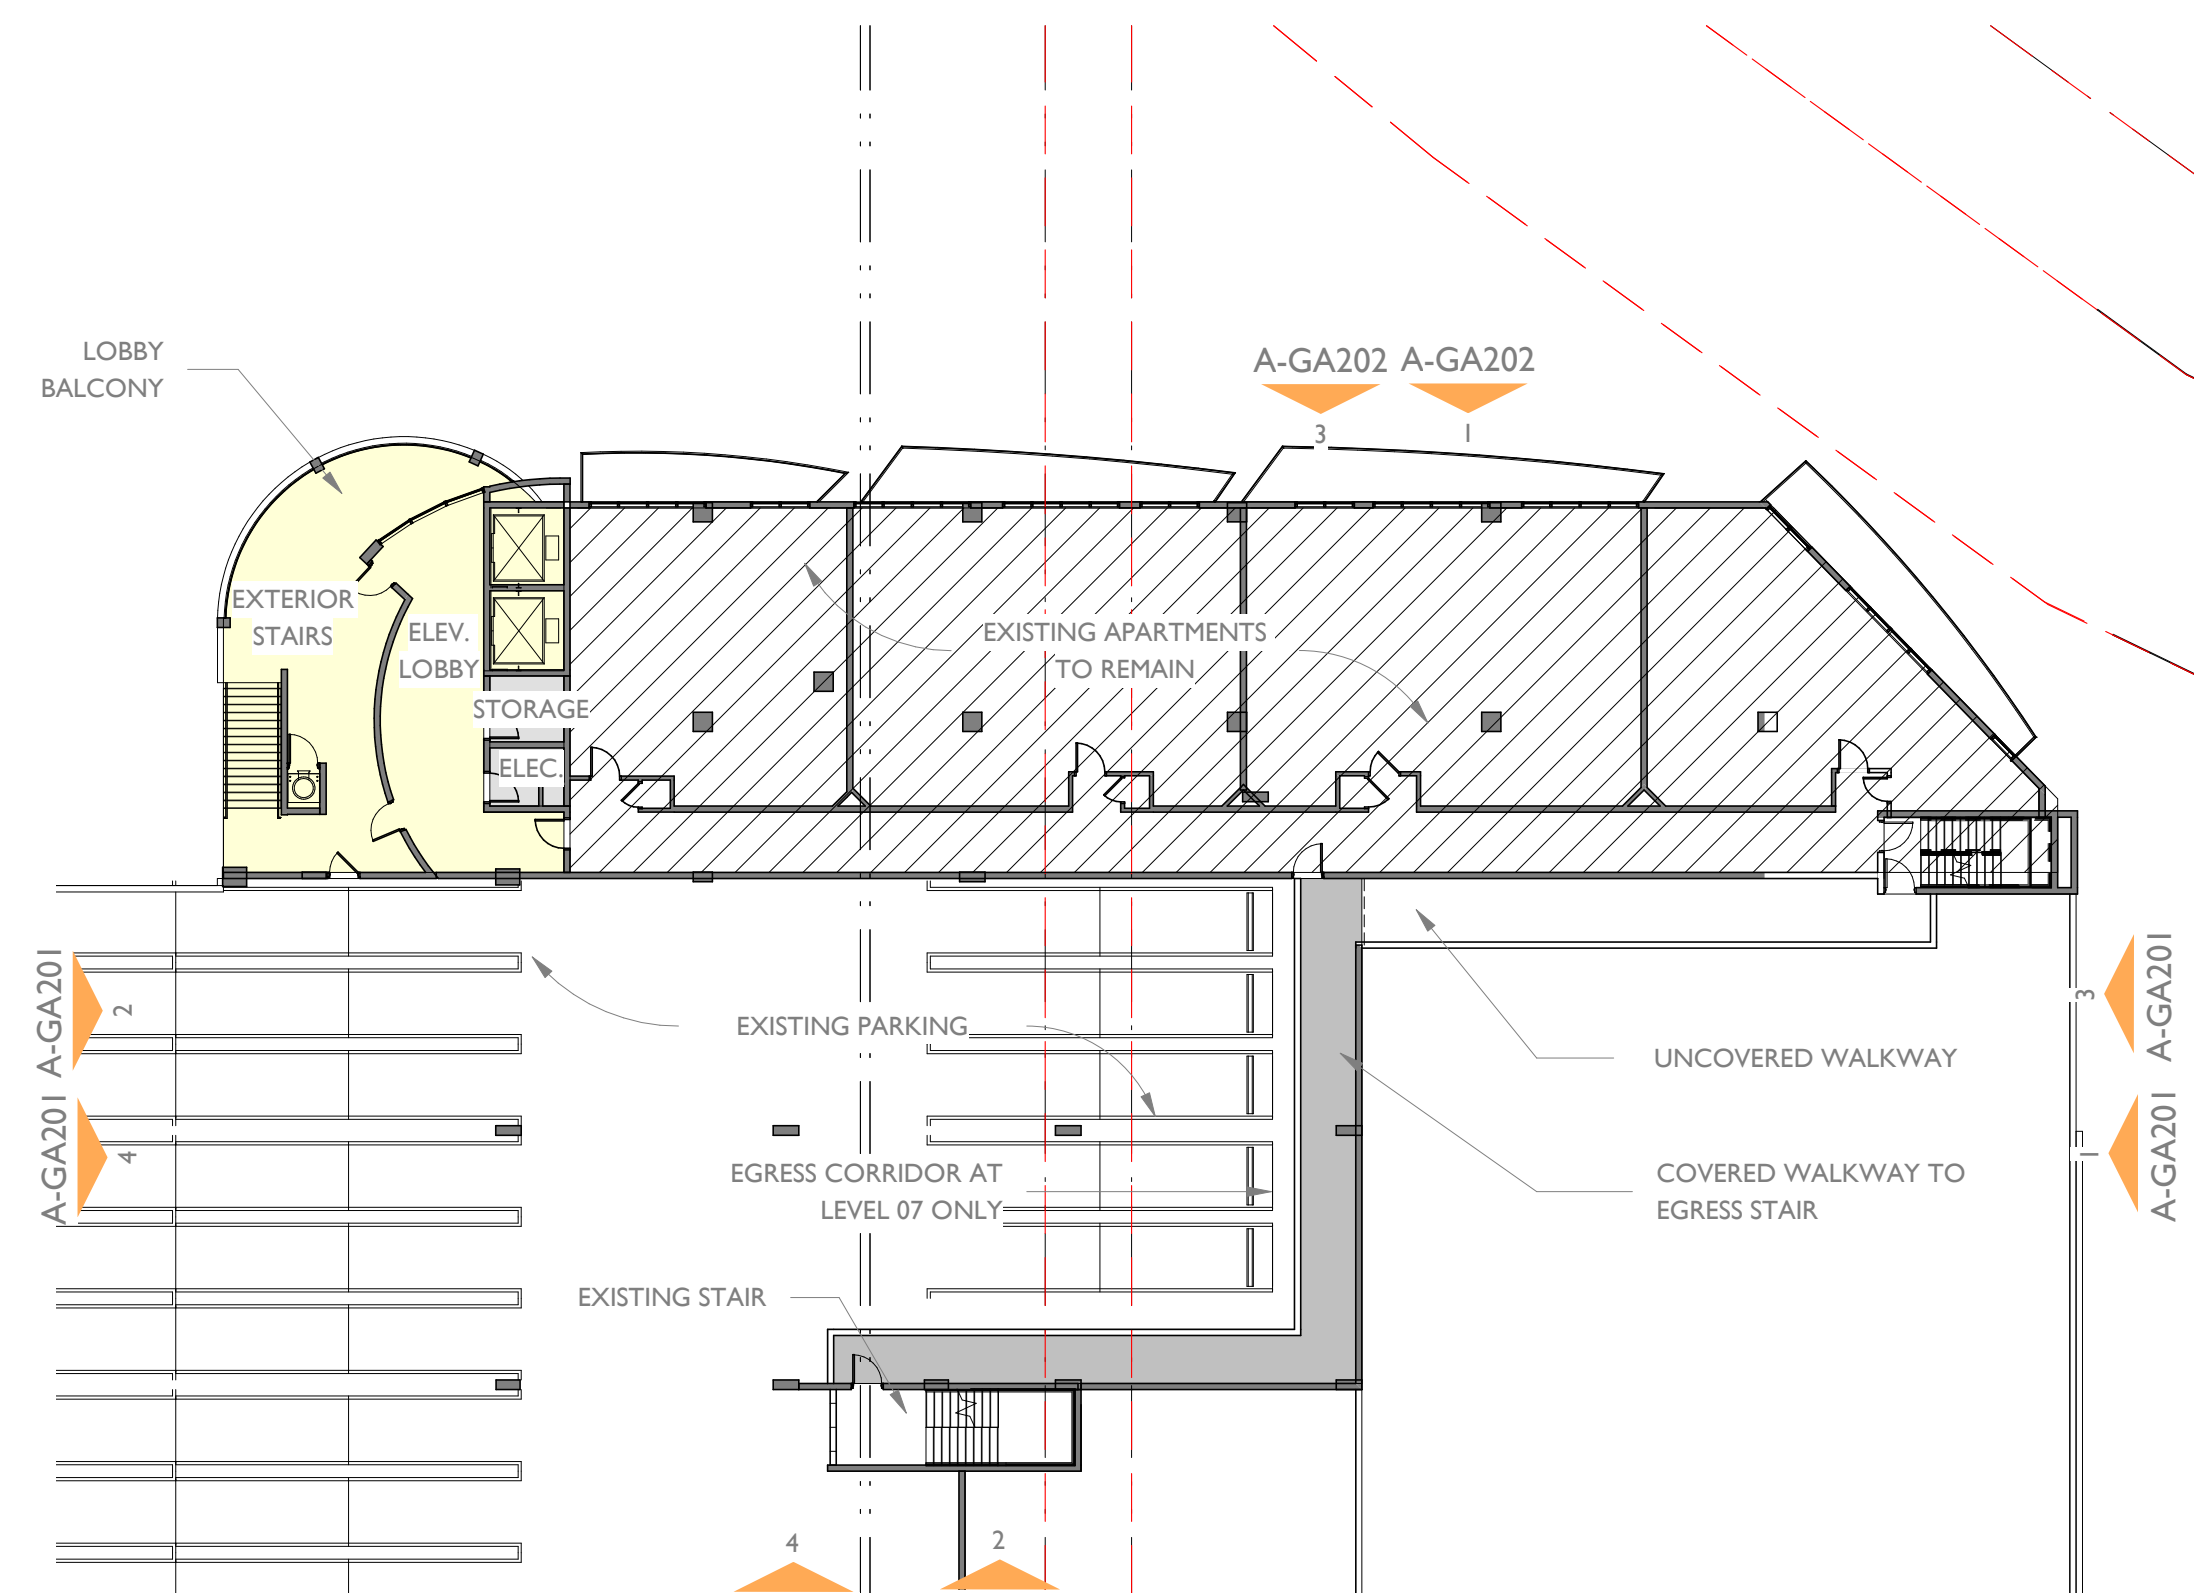 LOBBY
BALCONY
A-GA202
A-GA202
3
1
EXTERIOR
STAIRS
ELEV.
LOBBY
EXISTING APARTMENTS
TO REMAIN
STORAGE
ELEC.
A-GA201
2
EXISTING PARKING
UNCOVERED WALKWAY
3
A-GA201
A-GA201
4
EGRESS CORRIDOR AT
LEVEL 07 ONLY
COVERED WALKWAY TO
EGRESS STAIR
1
A-GA201
EXISTING STAIR
4
2